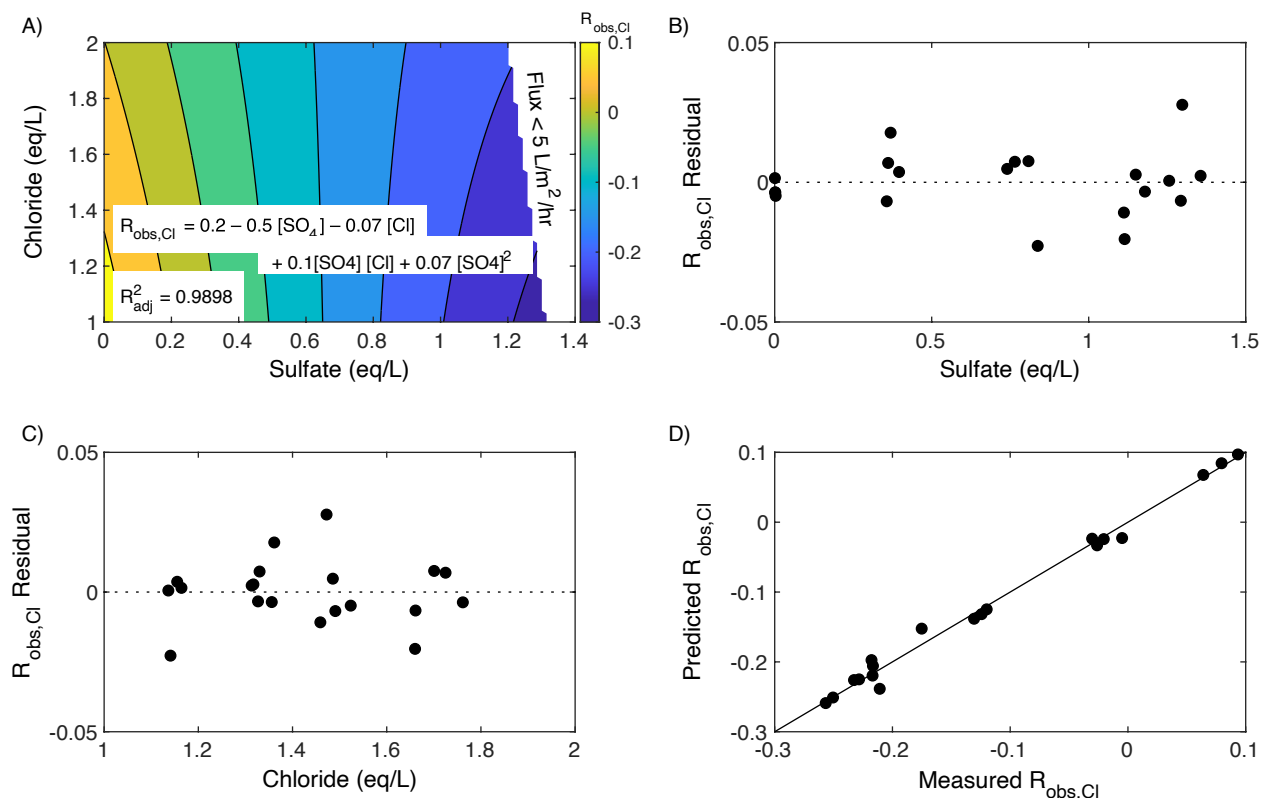 A)
R_obs,Cl
Chloride (eq/L)
2
1.8
1.6
1.4
1.2
1
Flux < 5 L/m²/hr
R_obs,Cl = 0.2 – 0.5 [SO₄] – 0.07 [Cl]
+ 0.1[SO4] [Cl] + 0.07 [SO4]²
R²_adj = 0.9898
0 0.2 0.4 0.6 0.8 1 1.2 1.4
Sulfate (eq/L)
0.1
0
-0.1
-0.2
-0.3
B)
R_obs,Cl Residual
0.05
0
-0.05
0 0.5 1 1.5
Sulfate (eq/L)
C)
R_obs,Cl Residual
0.05
0
-0.05
1 1.2 1.4 1.6 1.8 2
Chloride (eq/L)
D)
Predicted R_obs,Cl
0.1
0
-0.1
-0.2
-0.3
-0.3 -0.2 -0.1 0 0.1
Measured R_obs,Cl